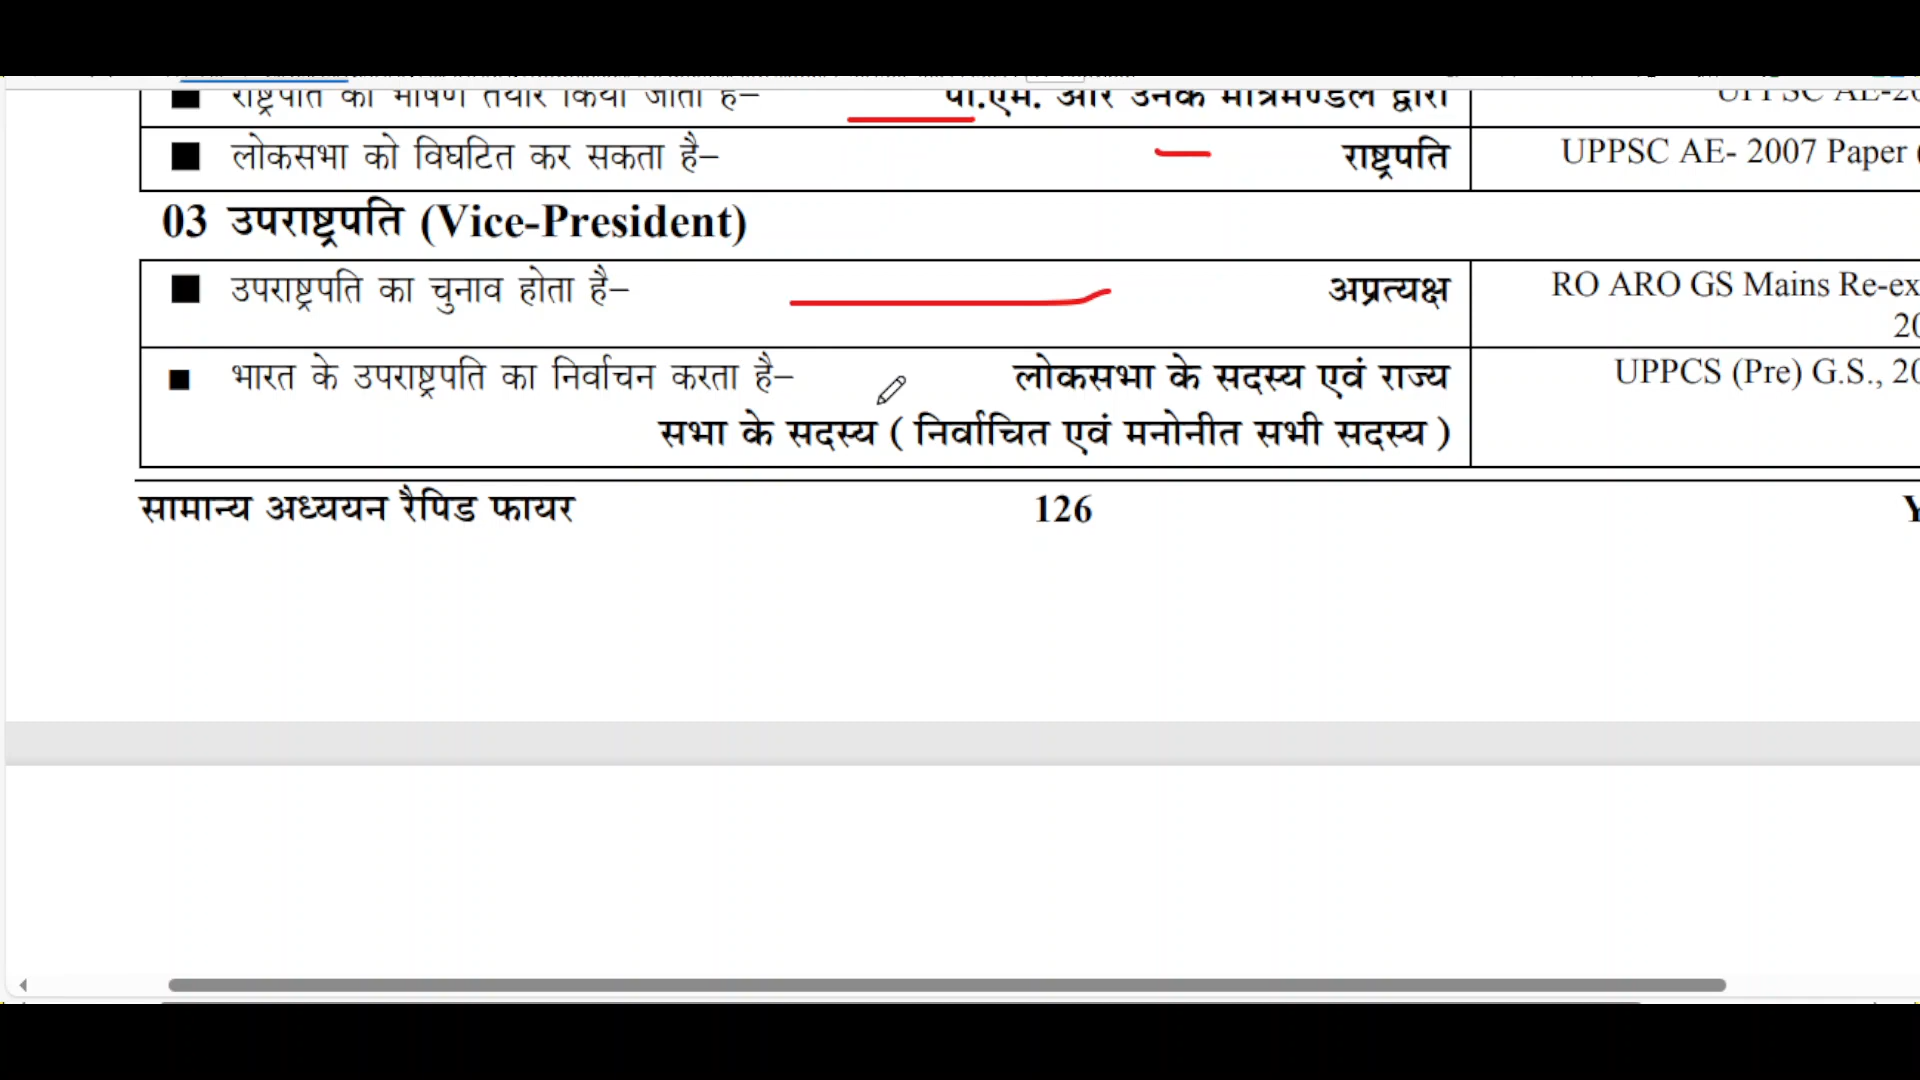 राष्ट्रपति का भाषण तैयार किया जाता है– पी.एम. और उनके मंत्रिमण्डल द्वारा
लोकसभा को विघटित कर सकता है– राष्ट्रपति UPPSC AE- 2007 Paper
03 उपराष्ट्रपति (Vice-President)
उपराष्ट्रपति का चुनाव होता है– अप्रत्यक्ष RO ARO GS Mains Re-ex
20
भारत के उपराष्ट्रपति का निर्वाचन करता है– लोकसभा के सदस्य एवं राज्य UPPCS (Pre) G.S., 20
सभा के सदस्य ( निर्वाचित एवं मनोनीत सभी सदस्य )
सामान्य अध्ययन रैपिड फायर 126 Y